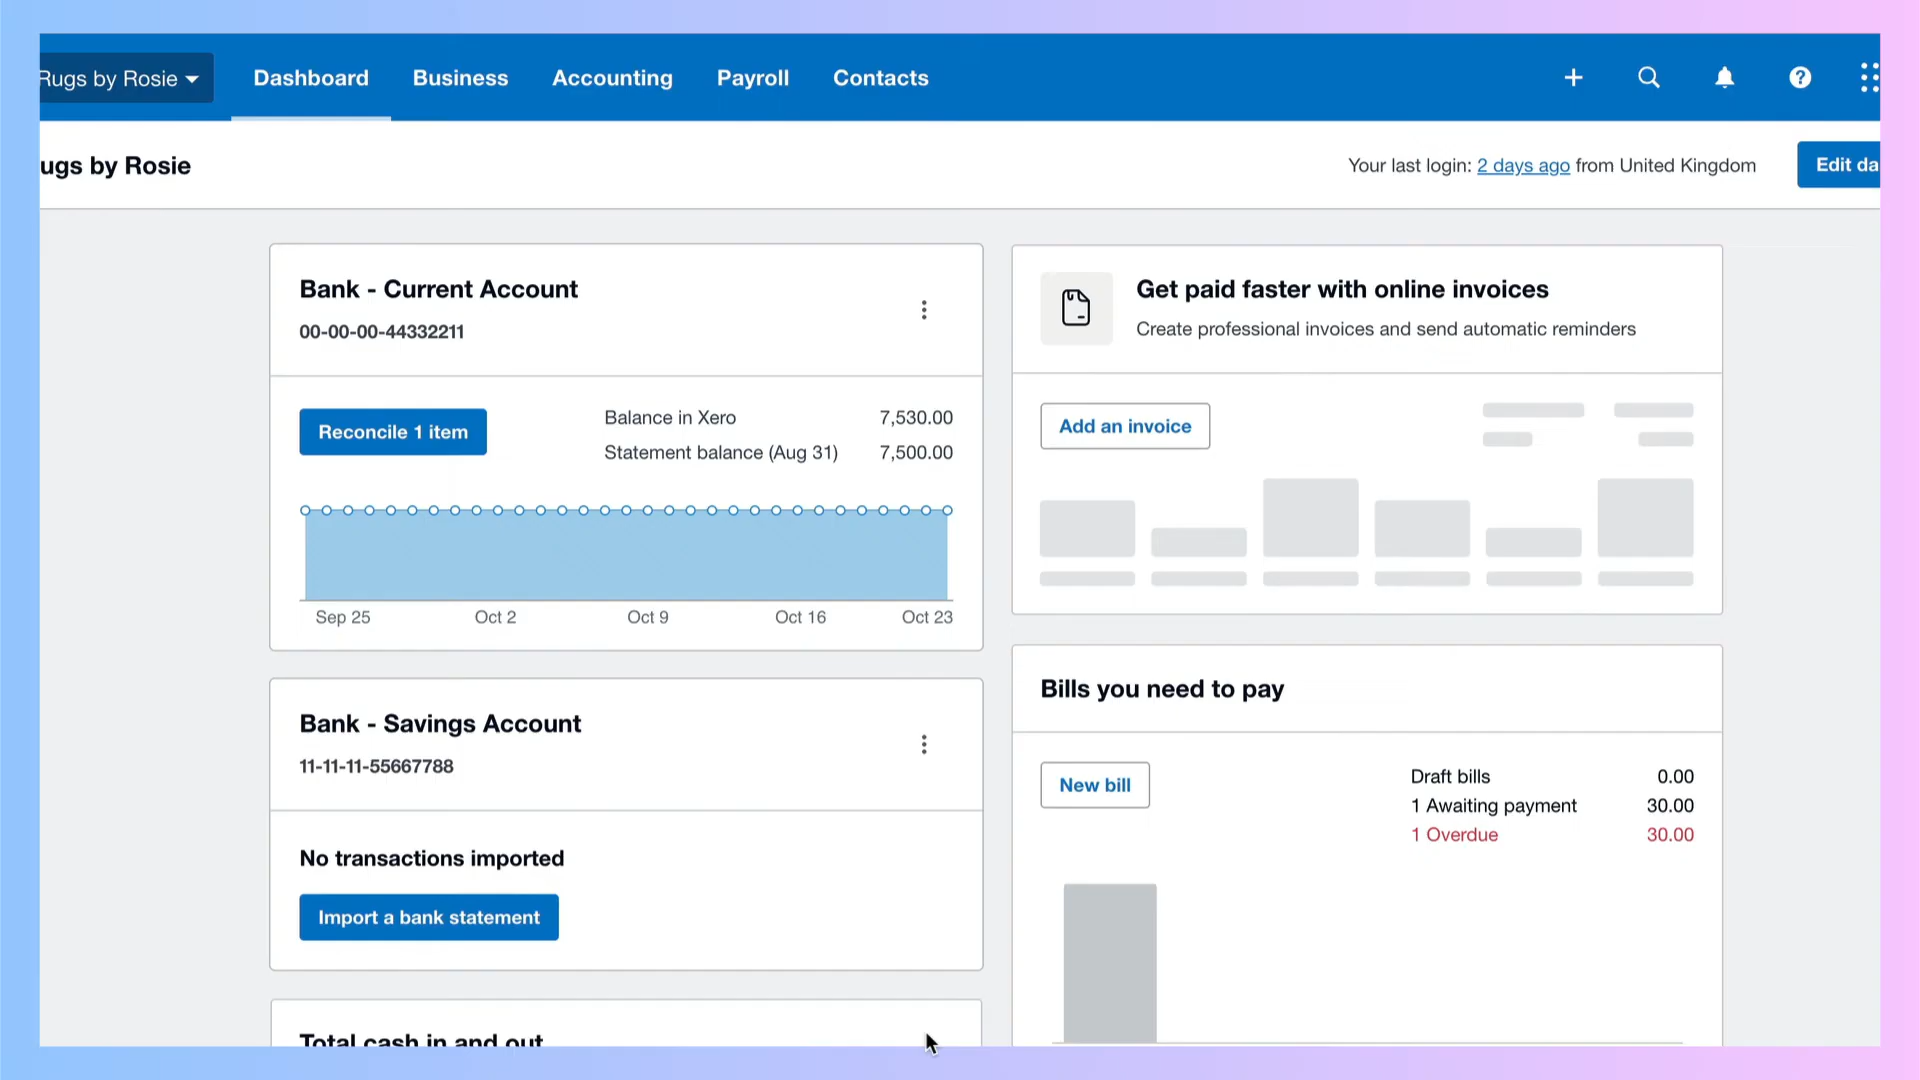 Rugs by Rosie
Dashboard
Business
Accounting
Payroll
Contacts
ugs by Rosie
Your last login: 2 days ago from United Kingdom
Edit da
Bank - Current Account
00-00-00-44332211
Reconcile 1 item
Balance in Xero 7,530.00
Statement balance (Aug 31) 7,500.00
Sep 25 Oct 2 Oct 9 Oct 16 Oct 23
Bank - Savings Account
11-11-11-55667788
No transactions imported
Import a bank statement
Total cash in and out
Get paid faster with online invoices
Create professional invoices and send automatic reminders
Add an invoice
Bills you need to pay
New bill
Draft bills 0.00
1 Awaiting payment 30.00
1 Overdue 30.00